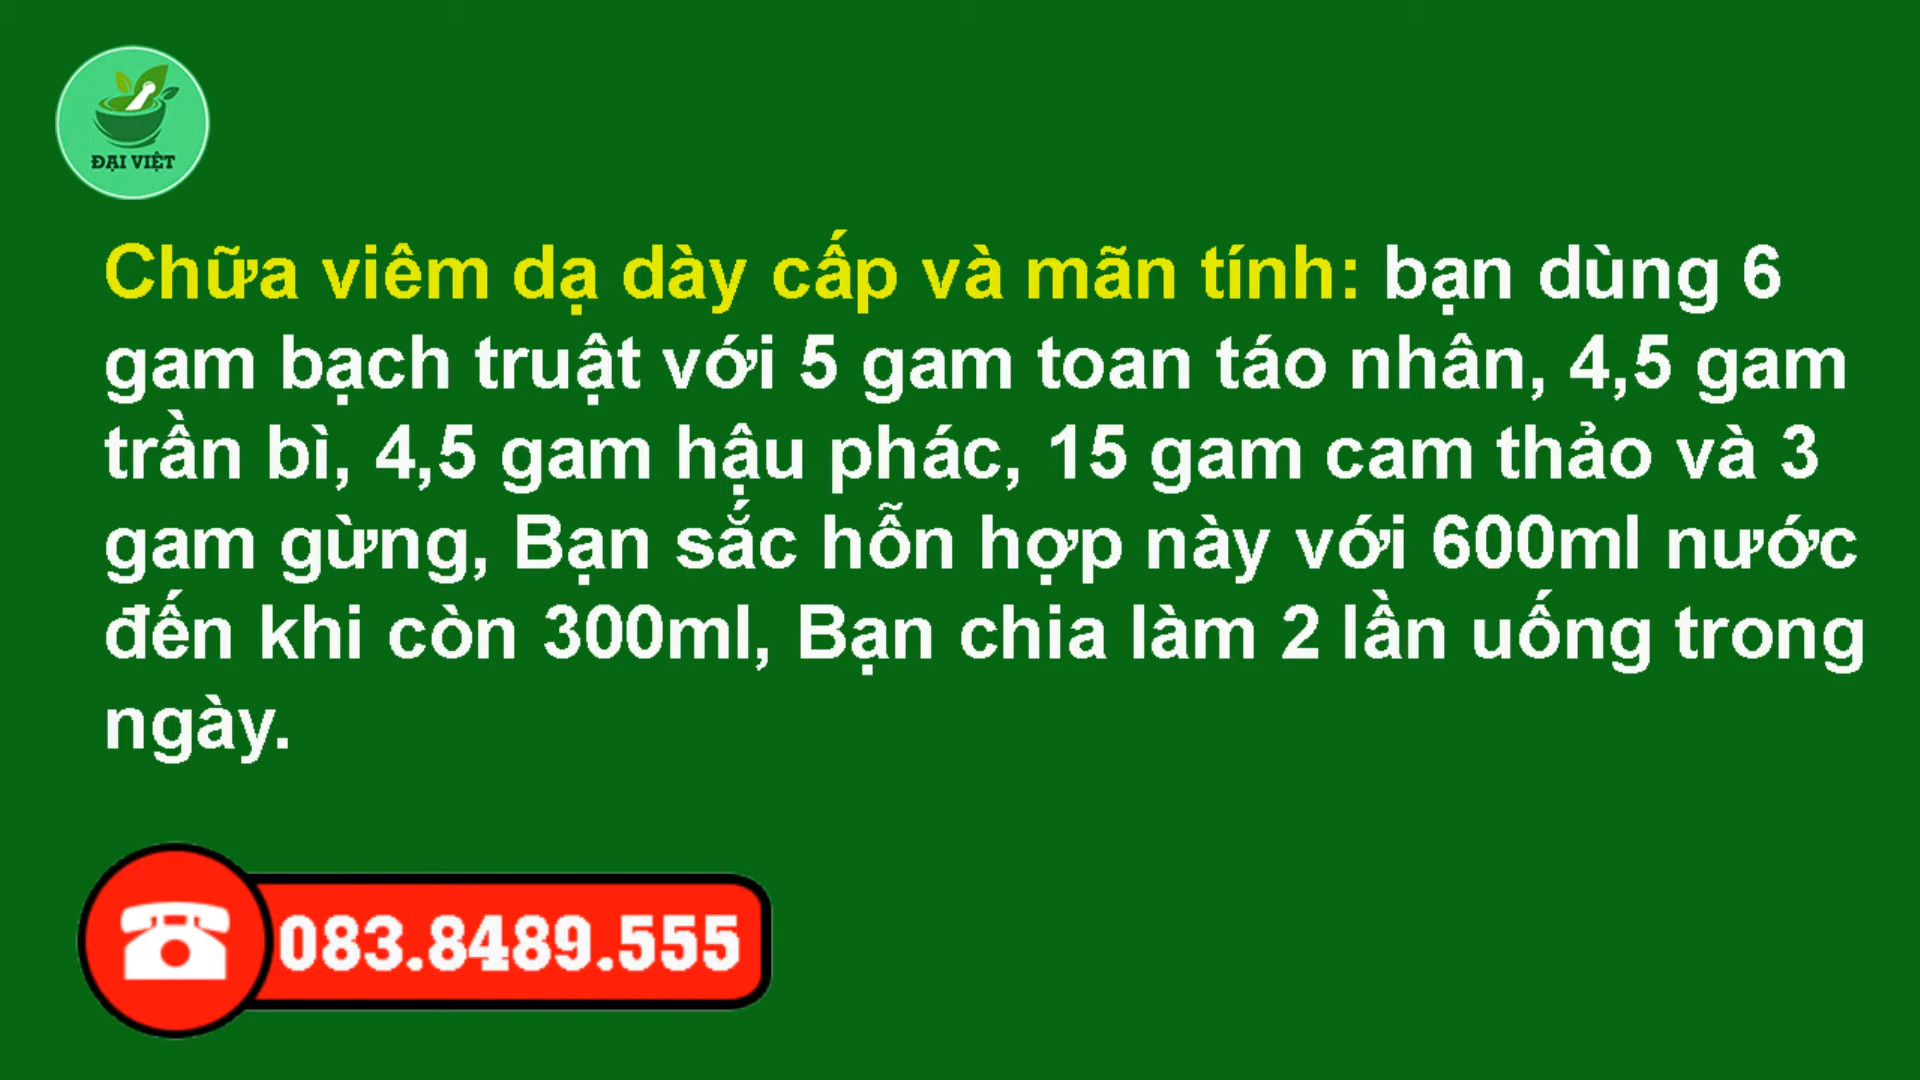 ĐẠI VIỆT
Chữa viêm dạ dày cấp và mãn tính: bạn dùng 6
gam bạch truật với 5 gam toan táo nhân, 4,5 gam
trần bì, 4,5 gam hậu phác, 15 gam cam thảo và 3
gam gừng, Bạn sắc hỗn hợp này với 600ml nước
đến khi còn 300ml, Bạn chia làm 2 lần uống trong
ngày.
083.8489.555